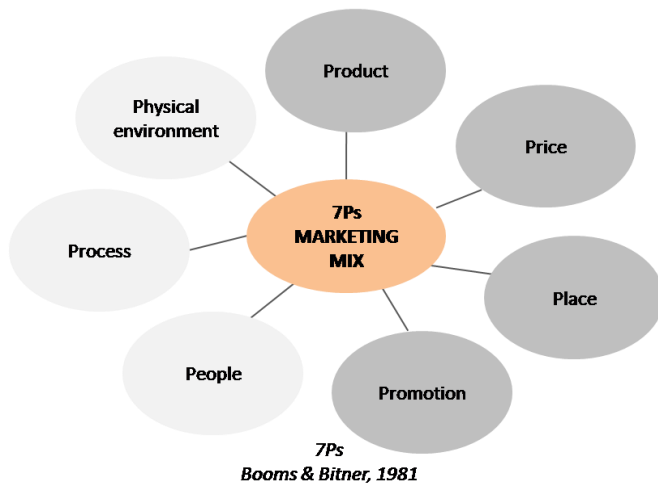 Product
Physical
environment
Price
7Ps
MARKETING
MIX
Process
Place
People
Promotion
7Ps
Booms & Bitner, 1981